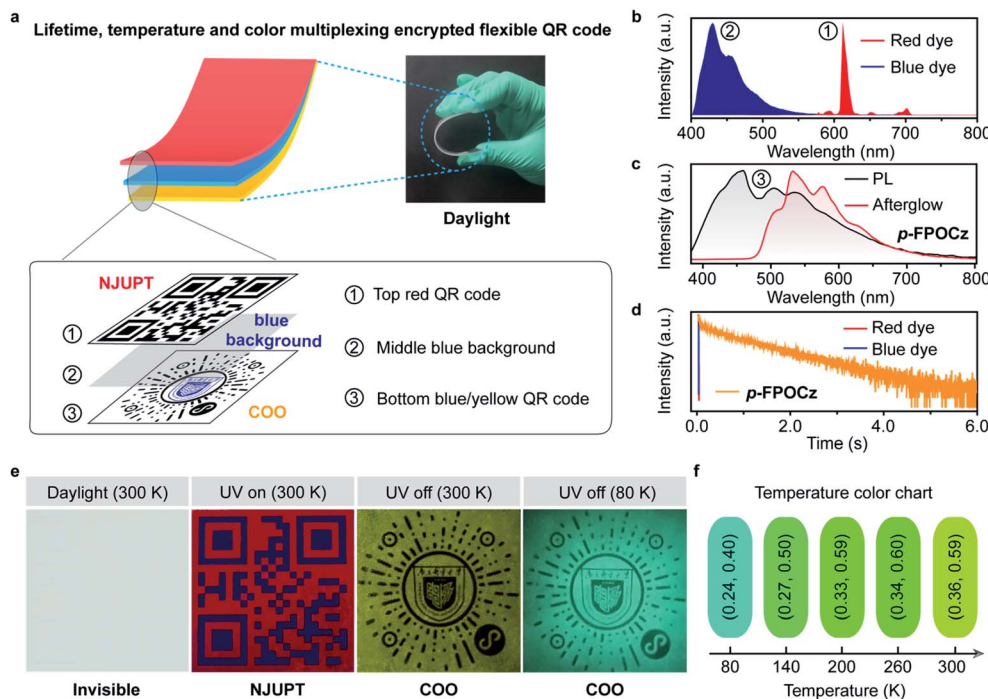 a
Lifetime, temperature and color multiplexing encrypted flexible QR code
Daylight
NJUPT
blue
background
COO
①
②
③
① Top red QR code
② Middle blue background
③ Bottom blue/yellow QR code
b
Intensity (a.u.)
②
①
Red dye
Blue dye
400 500 600 700 800
Wavelength (nm)
c
Intensity (a.u.)
③
PL
Afterglow
p-FPOCz
400 500 600 700 800
Wavelength (nm)
d
Intensity (a.u.)
Red dye
Blue dye
p-FPOCz
0.0 2.0 4.0 6.0
Time (s)
e
Daylight (300 K) UV on (300 K) UV off (300 K) UV off (80 K)
Invisible NJUPT COO COO
f
Temperature color chart
(0.24, 0.40) (0.27, 0.50) (0.33, 0.59) (0.34, 0.60) (0.36, 0.59)
80 140 200 260 300
Temperature (K)